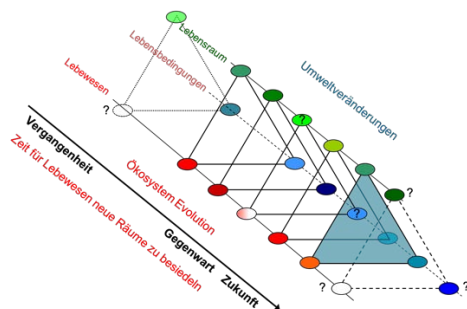 Lebensraum
Lebensbedingungen
Lebewesen
Umweltveränderungen
?
?
?
?
?
?
Ökosystem Evolution
Vergangenheit
Gegenwart
Zukunft
Zeit für Lebewesen neue Räume zu besiedeln